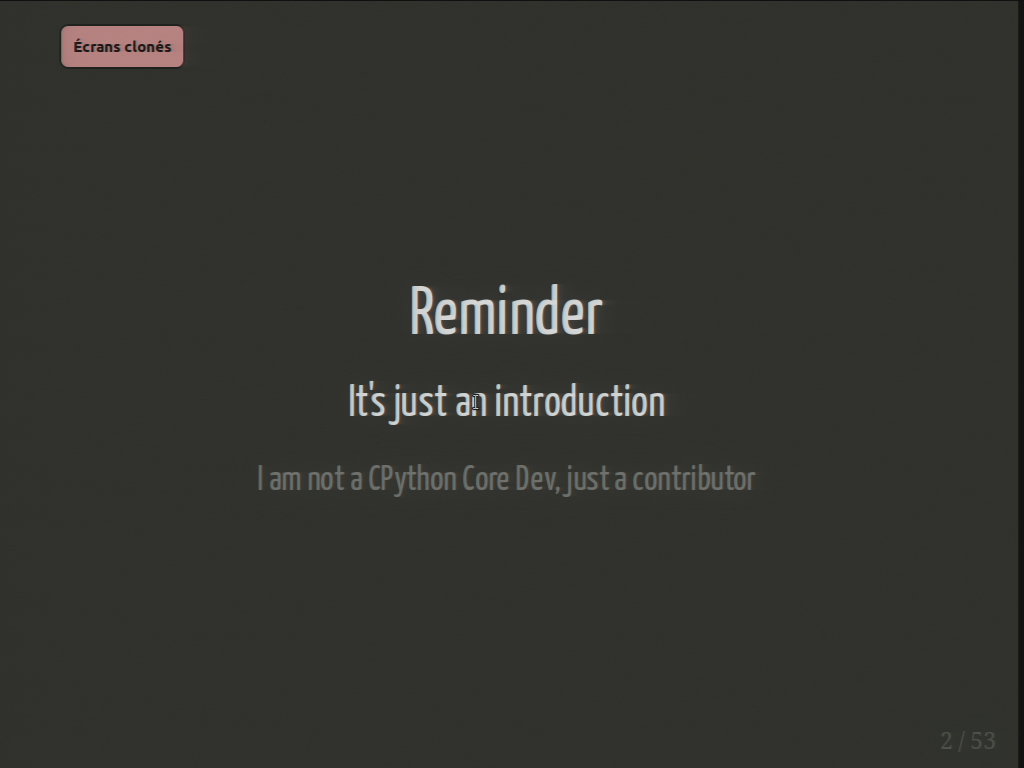 Écrans clonés
Reminder
It's just an introduction
I am not a CPython Core Dev, just a contributor
2 / 53